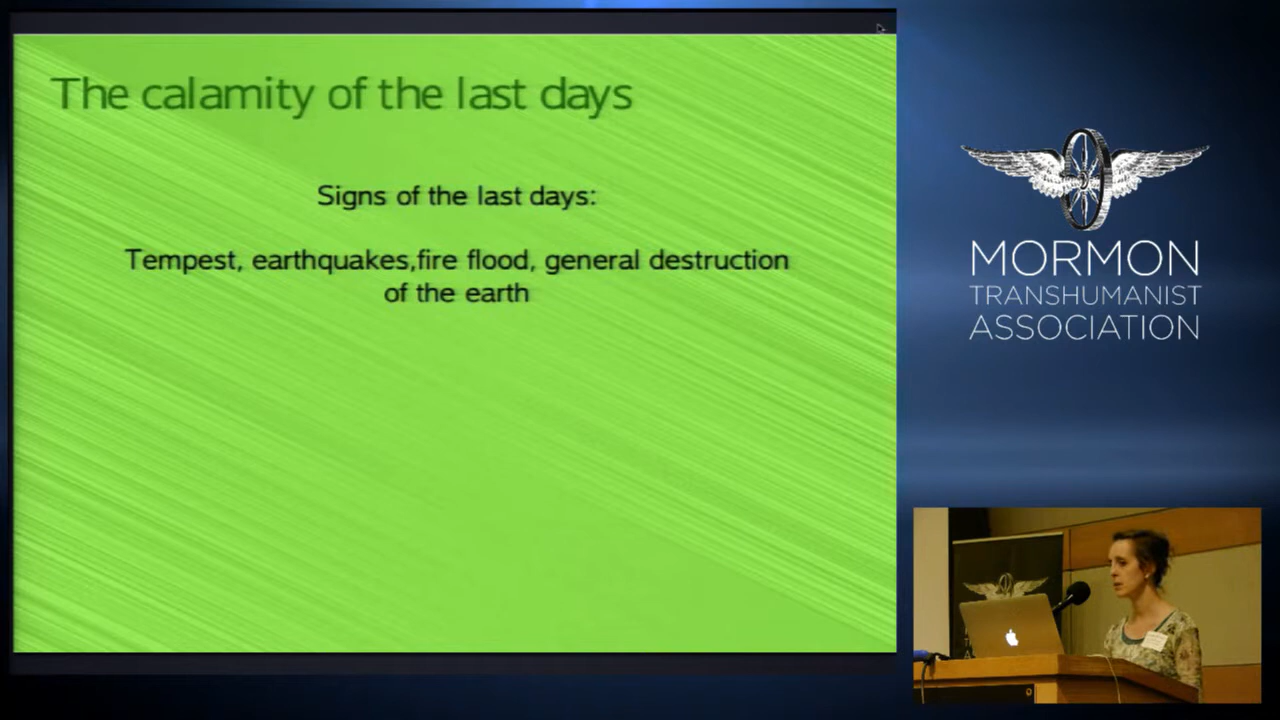 The calamity of the last days
Signs of the last days:
Tempest, earthquakes,fire flood, general destruction
of the earth
MORMON
TRANSHUMANIST
ASSOCIATION